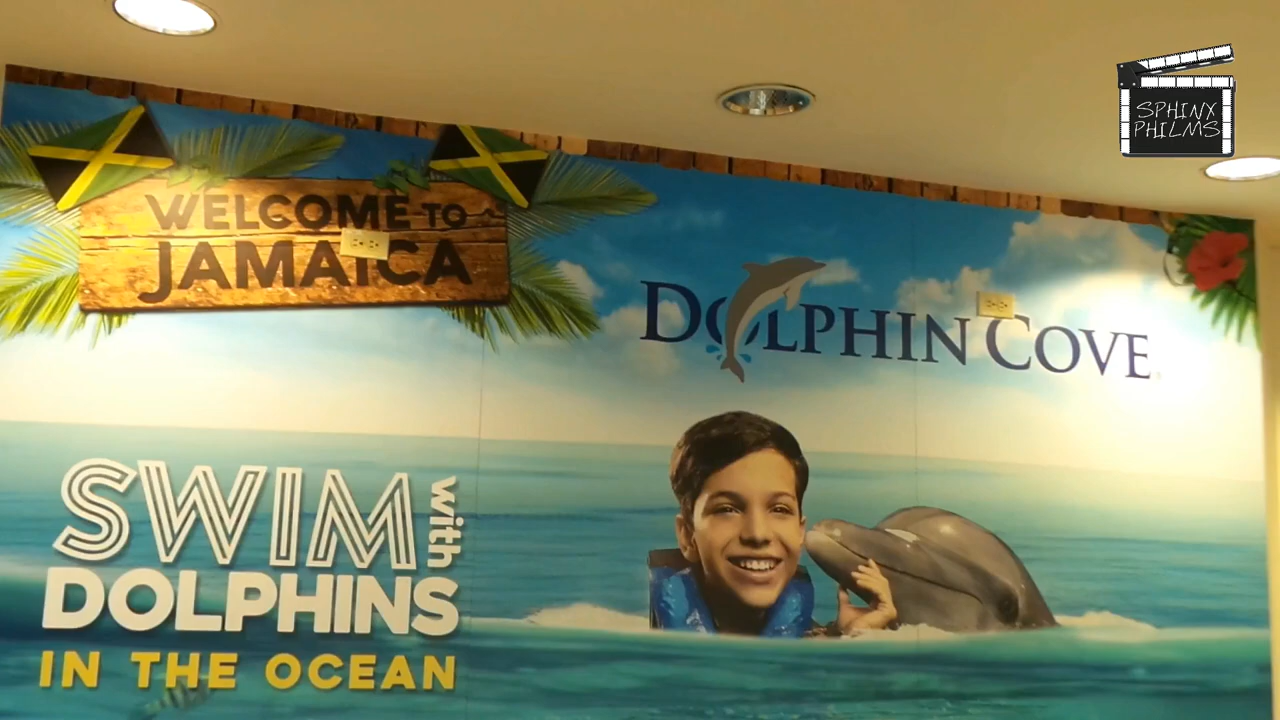 SPHINX
PHILMS
WELCOME TO
JAMAICA
DOLPHIN COVE
SWIM with
DOLPHINS
IN THE OCEAN